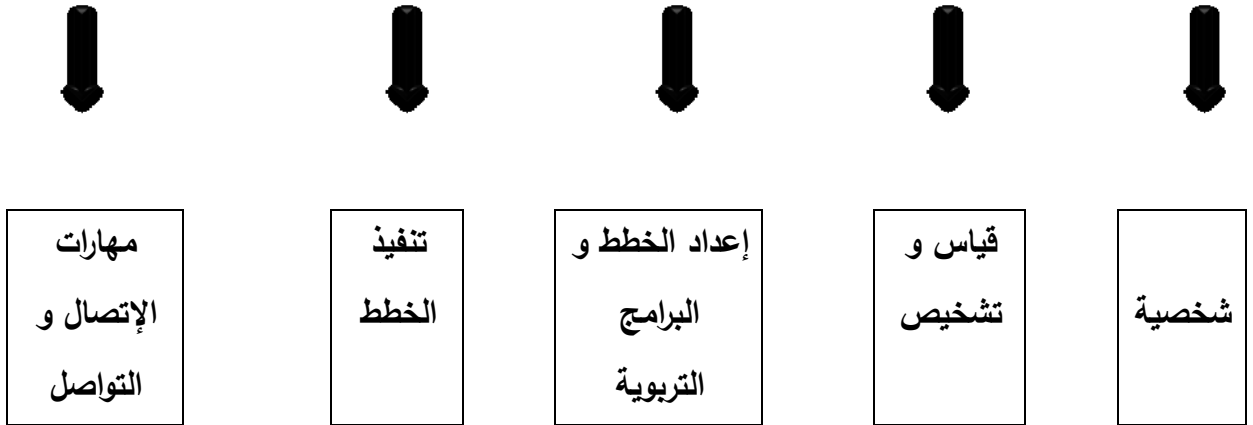 شخصية
قياس و
تشخيص
إعداد الخطط و
البرامج
التربوية
تنفيذ
الخطط
مهارات
الإتصال و
التواصل